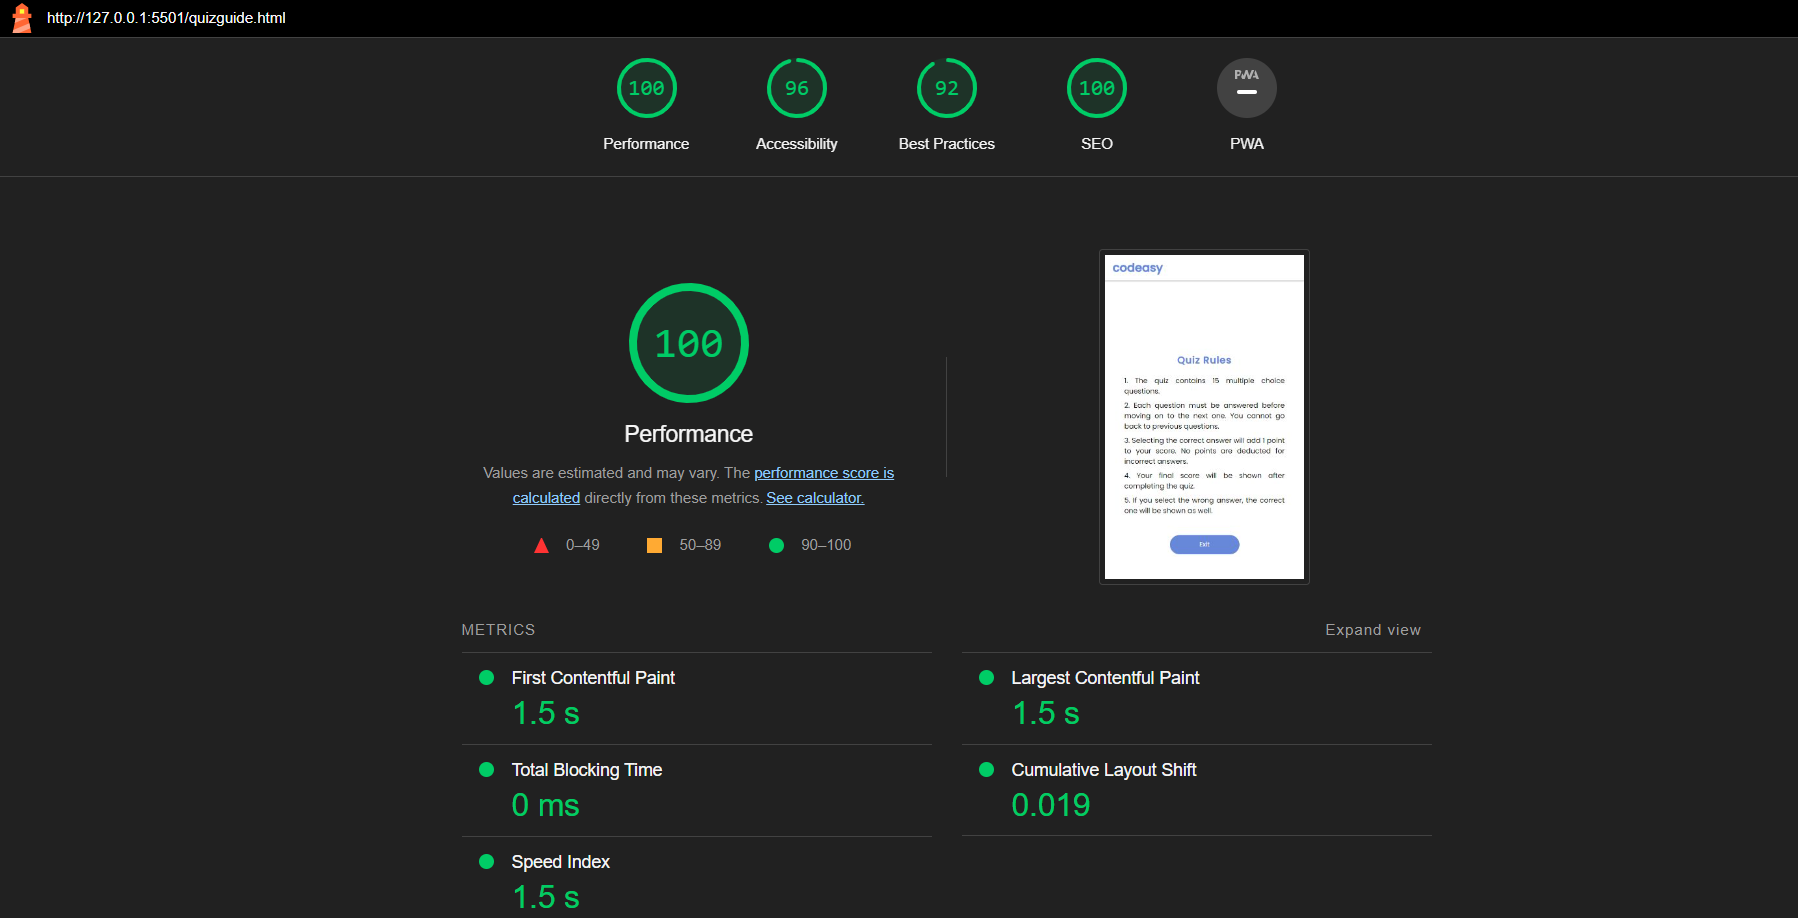 http://127.0.0.1:5501/quizguide.html
100
96
92
100
PWA
Performance
Accessibility
Best Practices
SEO
PWA
100
Performance
Values are estimated and may vary. The performance score is
calculated directly from these metrics. See calculator.
0–49
50–89
90–100
codeasy
Quiz Rules
1. The quiz contains 15 multiple choice
questions.
2. Each question must be answered before
moving on to the next one. You cannot go
back to previous questions.
3. Selecting the correct answer will add 1 point
to your score. No points are deducted for
incorrect answers.
4. Your final score will be shown after
completing the quiz.
5. If you select the wrong answer, the correct
one will be shown as well.
Exit
METRICS
Expand view
First Contentful Paint
1.5 s
Largest Contentful Paint
1.5 s
Total Blocking Time
0 ms
Cumulative Layout Shift
0.019
Speed Index
1.5 s